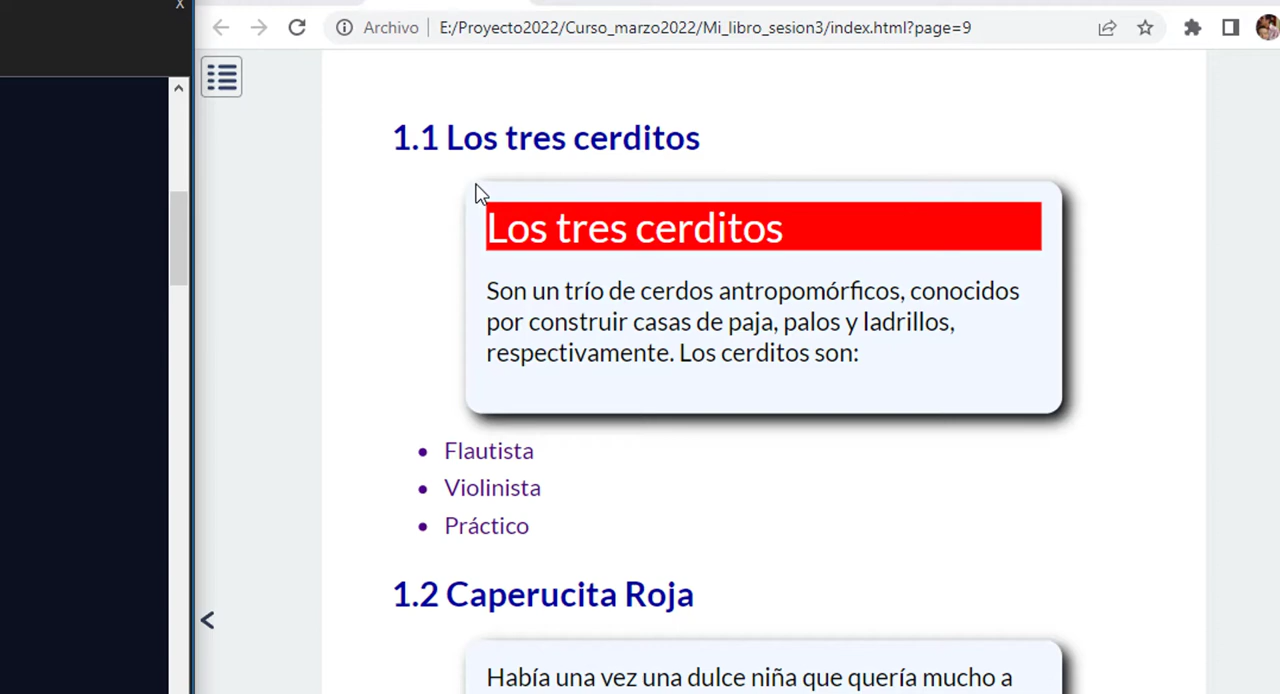 x
Archivo E:/Proyecto2022/Curso_marzo2022/Mi_libro_sesion3/index.html?page=9
1.1 Los tres cerditos
Los tres cerditos
Son un trío de cerdos antropomórficos, conocidos
por construir casas de paja, palos y ladrillos,
respectivamente. Los cerditos son:
• Flautista
• Violinista
• Práctico
1.2 Caperucita Roja
Había una vez una dulce niña que quería mucho a